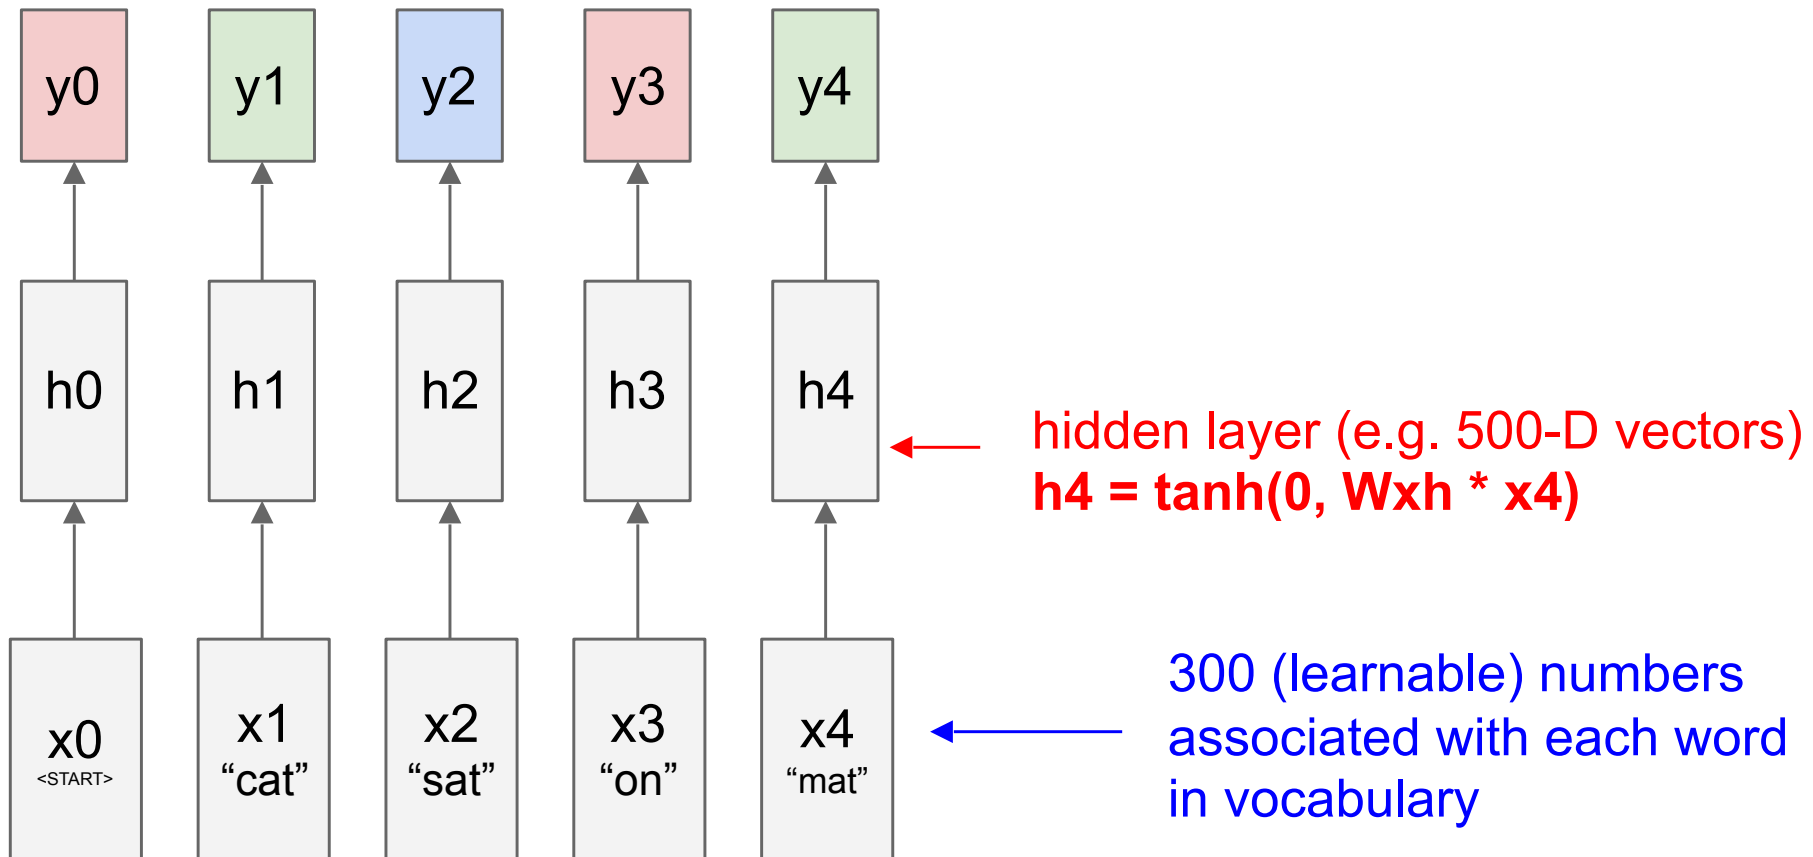 y0 y1 y2 y3 y4
h0 h1 h2 h3 h4
hidden layer (e.g. 500-D vectors)
h4 = tanh(0, Wxh * x4)
x0 x1 x2 x3 x4
<START> “cat” “sat” “on” “mat”
300 (learnable) numbers
associated with each word
in vocabulary